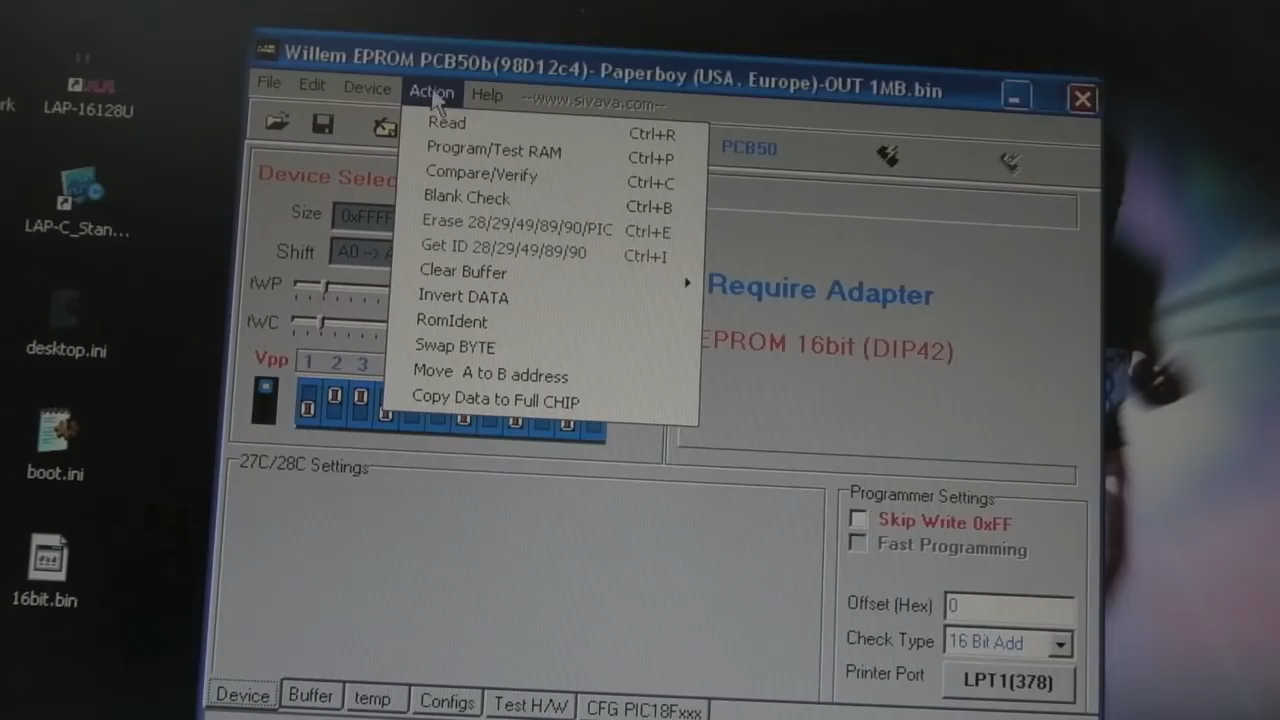 Willem EPROM PCB50b(98D12c4)- Paperboy (USA, Europe)-OUT 1MB.bin
File Edit Device Action Help --www.sivava.com--
PCB50
Read Ctrl+R
Program/Test RAM Ctrl+P
Compare/Verify Ctrl+C
Blank Check Ctrl+B
Erase 28/29/49/89/90/PIC Ctrl+E
Get ID 28/29/49/89/90 Ctrl+I
Clear Buffer
Invert DATA
RomIdent
Swap BYTE
Move A to B address
Copy Data to Full CHIP
Device Selec
Size 0xFFFF
Shift A0 -> A
tWP
tWC
Vpp 1 2 3
Require Adapter
EPROM 16bit (DIP42)
27C/28C Settings
Programmer Settings
Skip Write 0xFF
Fast Programming
Offset (Hex) 0
Check Type 16 Bit Add
Printer Port LPT1(378)
Device Buffer temp Configs Test H/W CFG PIC18Fxxx
rk
LAP-16128U
LAP-C_Stan...
desktop.ini
boot.ini
16bit.bin